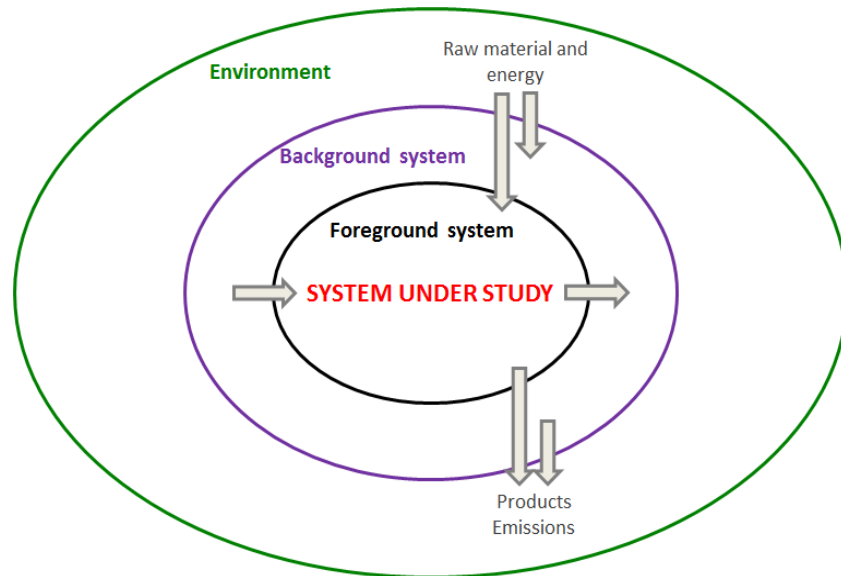 Raw material and
energy
Environment
Background system
Foreground system
SYSTEM UNDER STUDY
Products
Emissions